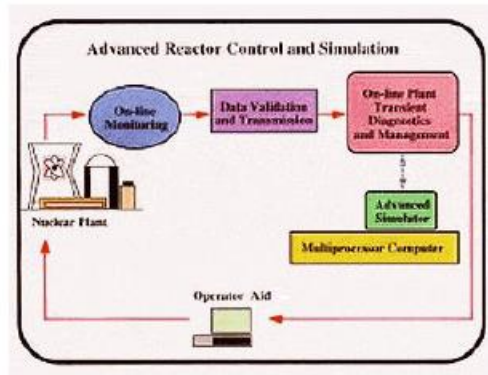 Advanced Reactor Control and Simulation
On-line
Monitoring
Data Validation
and Transmission
On-line Plant
Transient
Diagnostics
and Management
Nuclear Plant
Advanced
Simulator
Multiprocessor Computer
Operator Aid